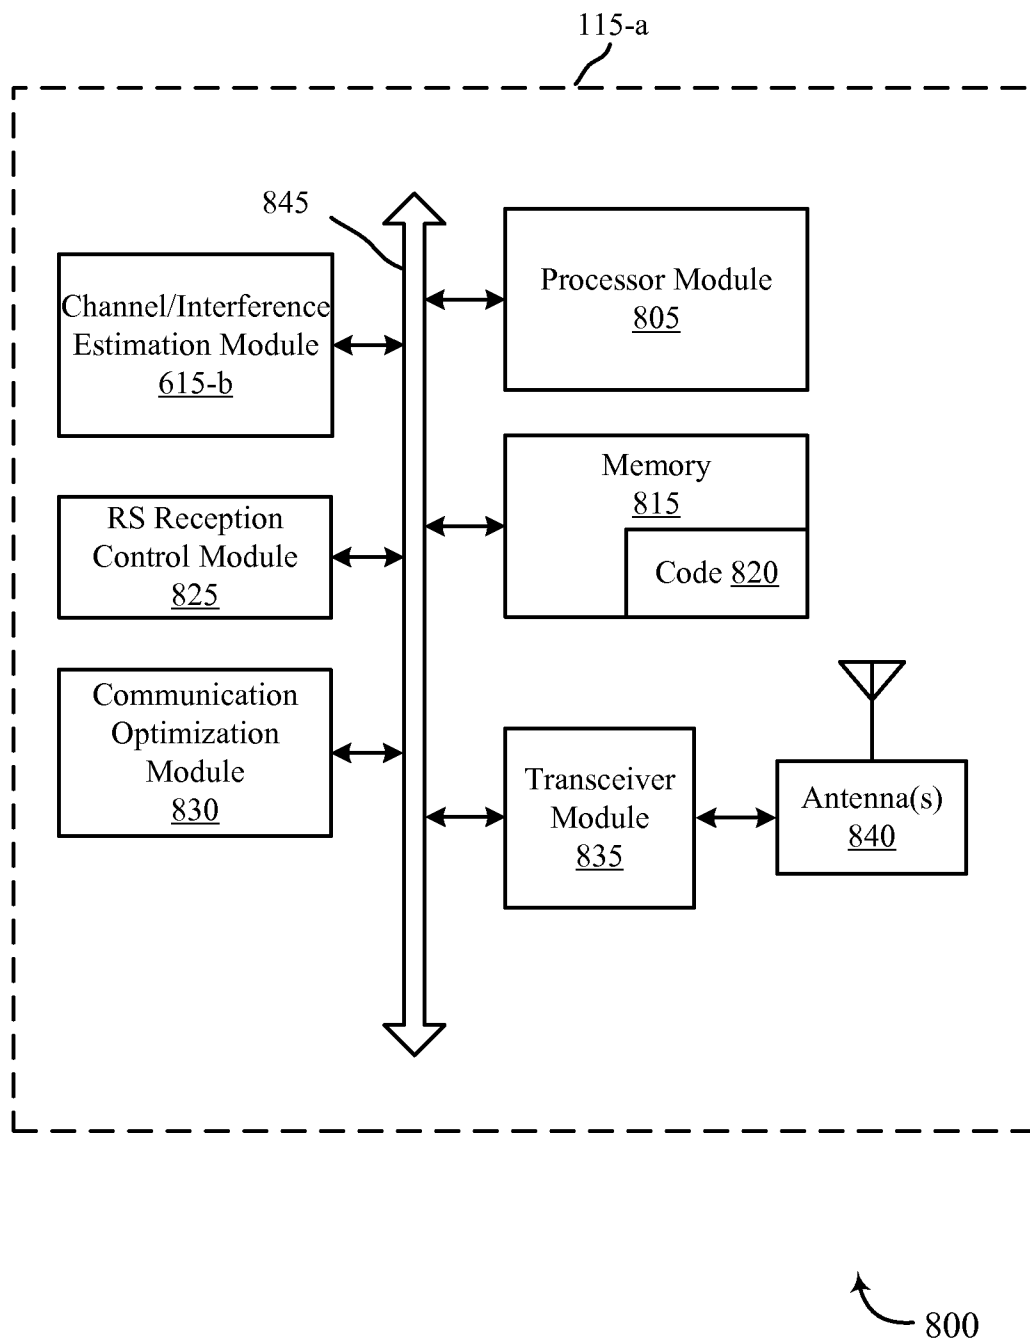 115-a
845
Channel/Interference
Estimation Module
615-b
Processor Module
805
Memory
815
Code 820
RS Reception
Control Module
825
Communication
Optimization
Module
830
Transceiver
Module
835
Antenna(s)
840
800